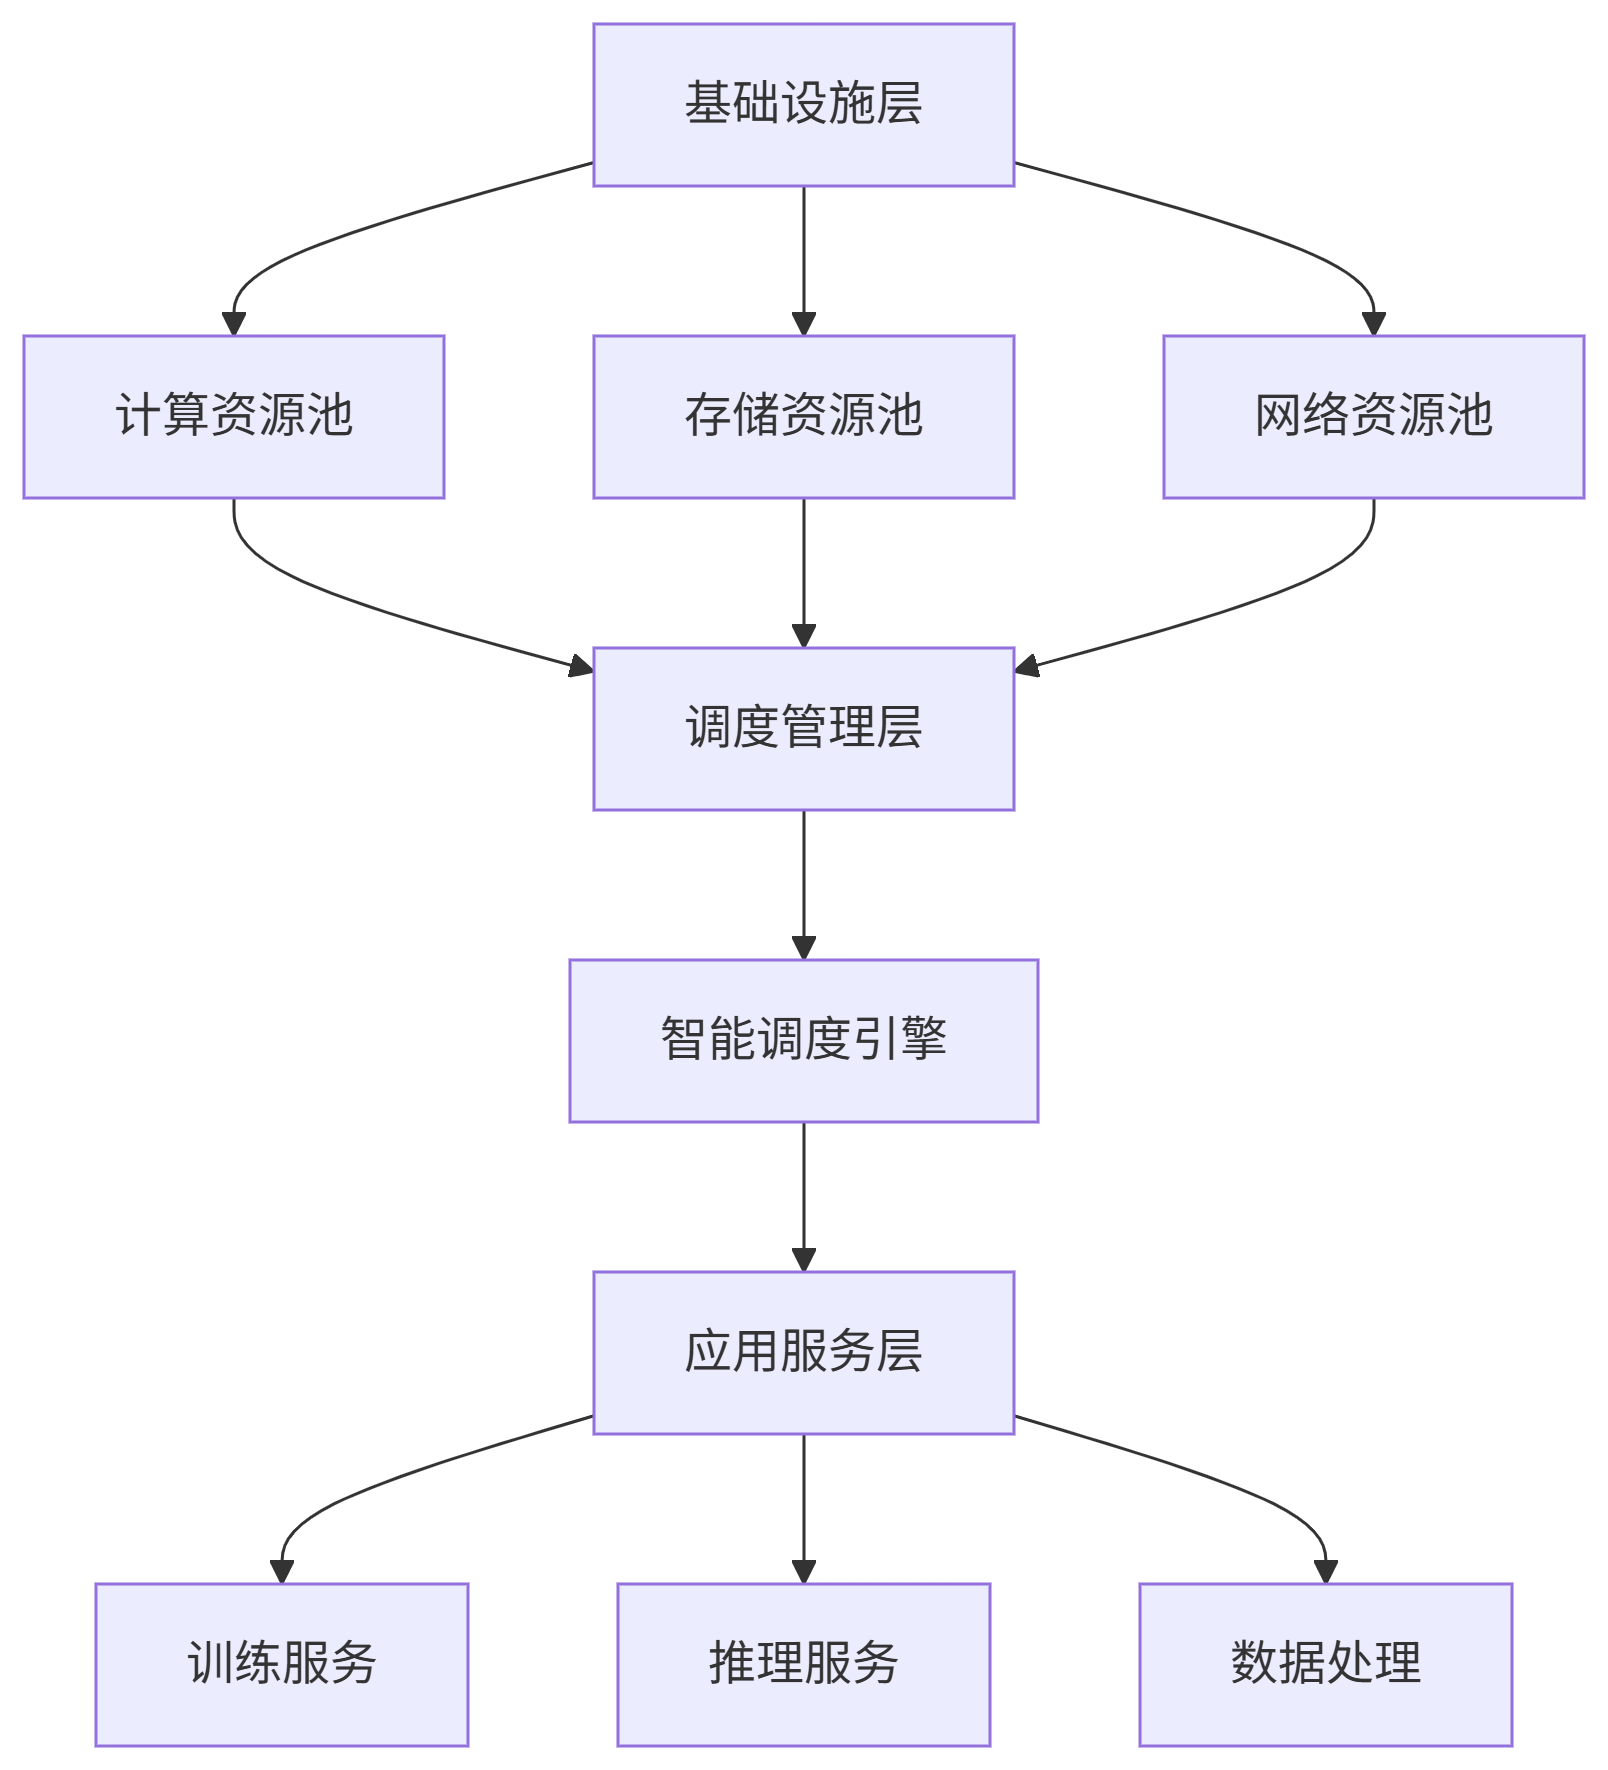 基础设施层
计算资源池
存储资源池
网络资源池
调度管理层
智能调度引擎
应用服务层
训练服务
推理服务
数据处理